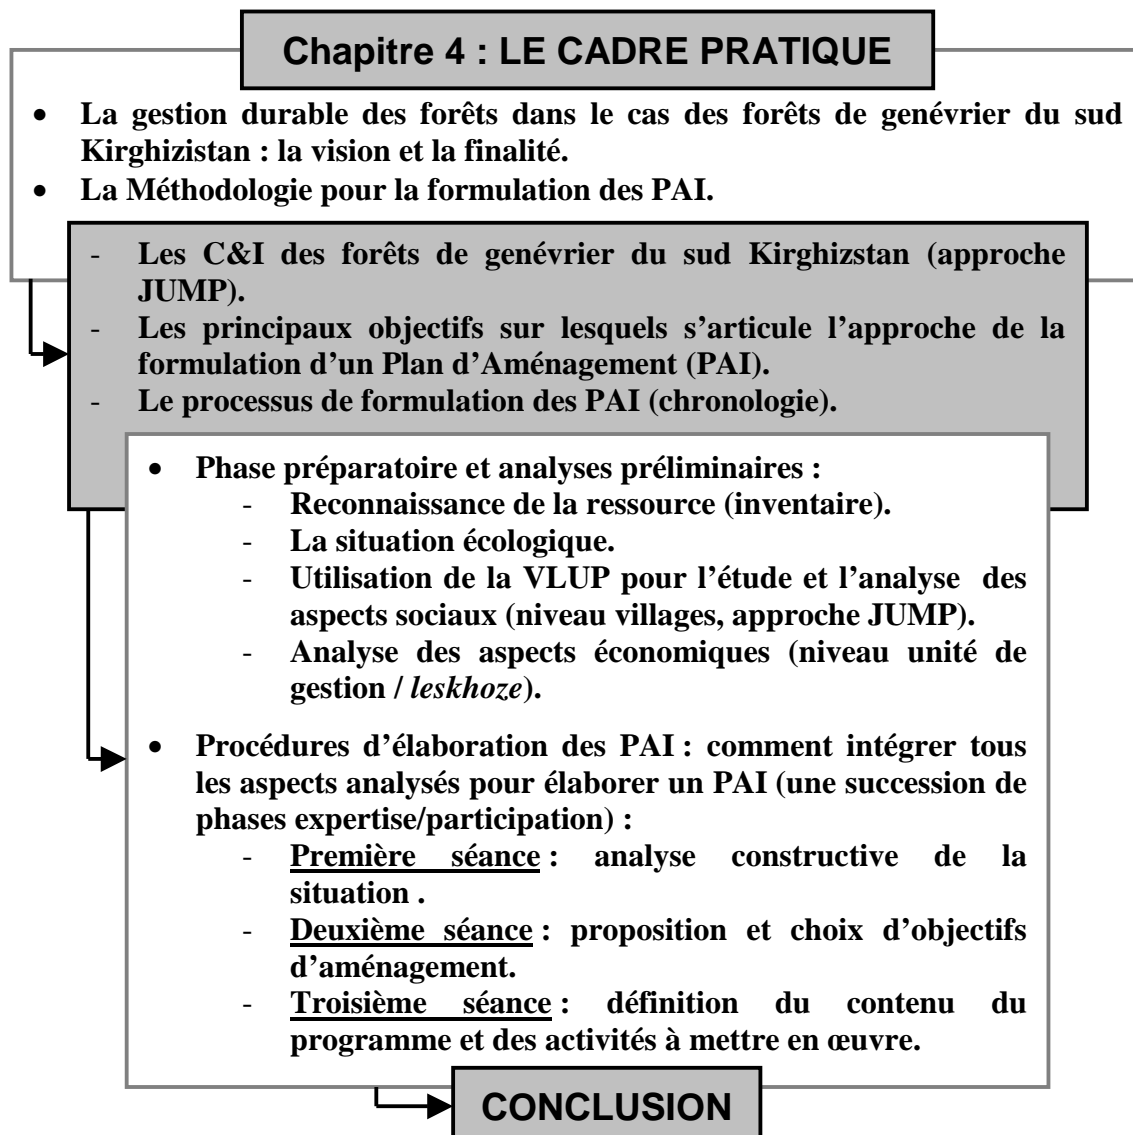 Chapitre 4 : LE CADRE PRATIQUE
• La gestion durable des forêts dans le cas des forêts de genévrier du sud
Kirghizistan : la vision et la finalité.
• La Méthodologie pour la formulation des PAI.
- Les C&I des forêts de genévrier du sud Kirghizstan (approche
JUMP).
- Les principaux objectifs sur lesquels s’articule l’approche de la
formulation d’un Plan d’Aménagement (PAI).
- Le processus de formulation des PAI (chronologie).
• Phase préparatoire et analyses préliminaires :
- Reconnaissance de la ressource (inventaire).
- La situation écologique.
- Utilisation de la VLUP pour l’étude et l’analyse des
aspects sociaux (niveau villages, approche JUMP).
- Analyse des aspects économiques (niveau unité de
gestion / leskhoze).
• Procédures d’élaboration des PAI : comment intégrer tous
les aspects analysés pour élaborer un PAI (une succession de
phases expertise/participation) :
- Première séance : analyse constructive de la
situation .
- Deuxième séance : proposition et choix d’objectifs
d’aménagement.
- Troisième séance : définition du contenu du
programme et des activités à mettre en œuvre.
CONCLUSION